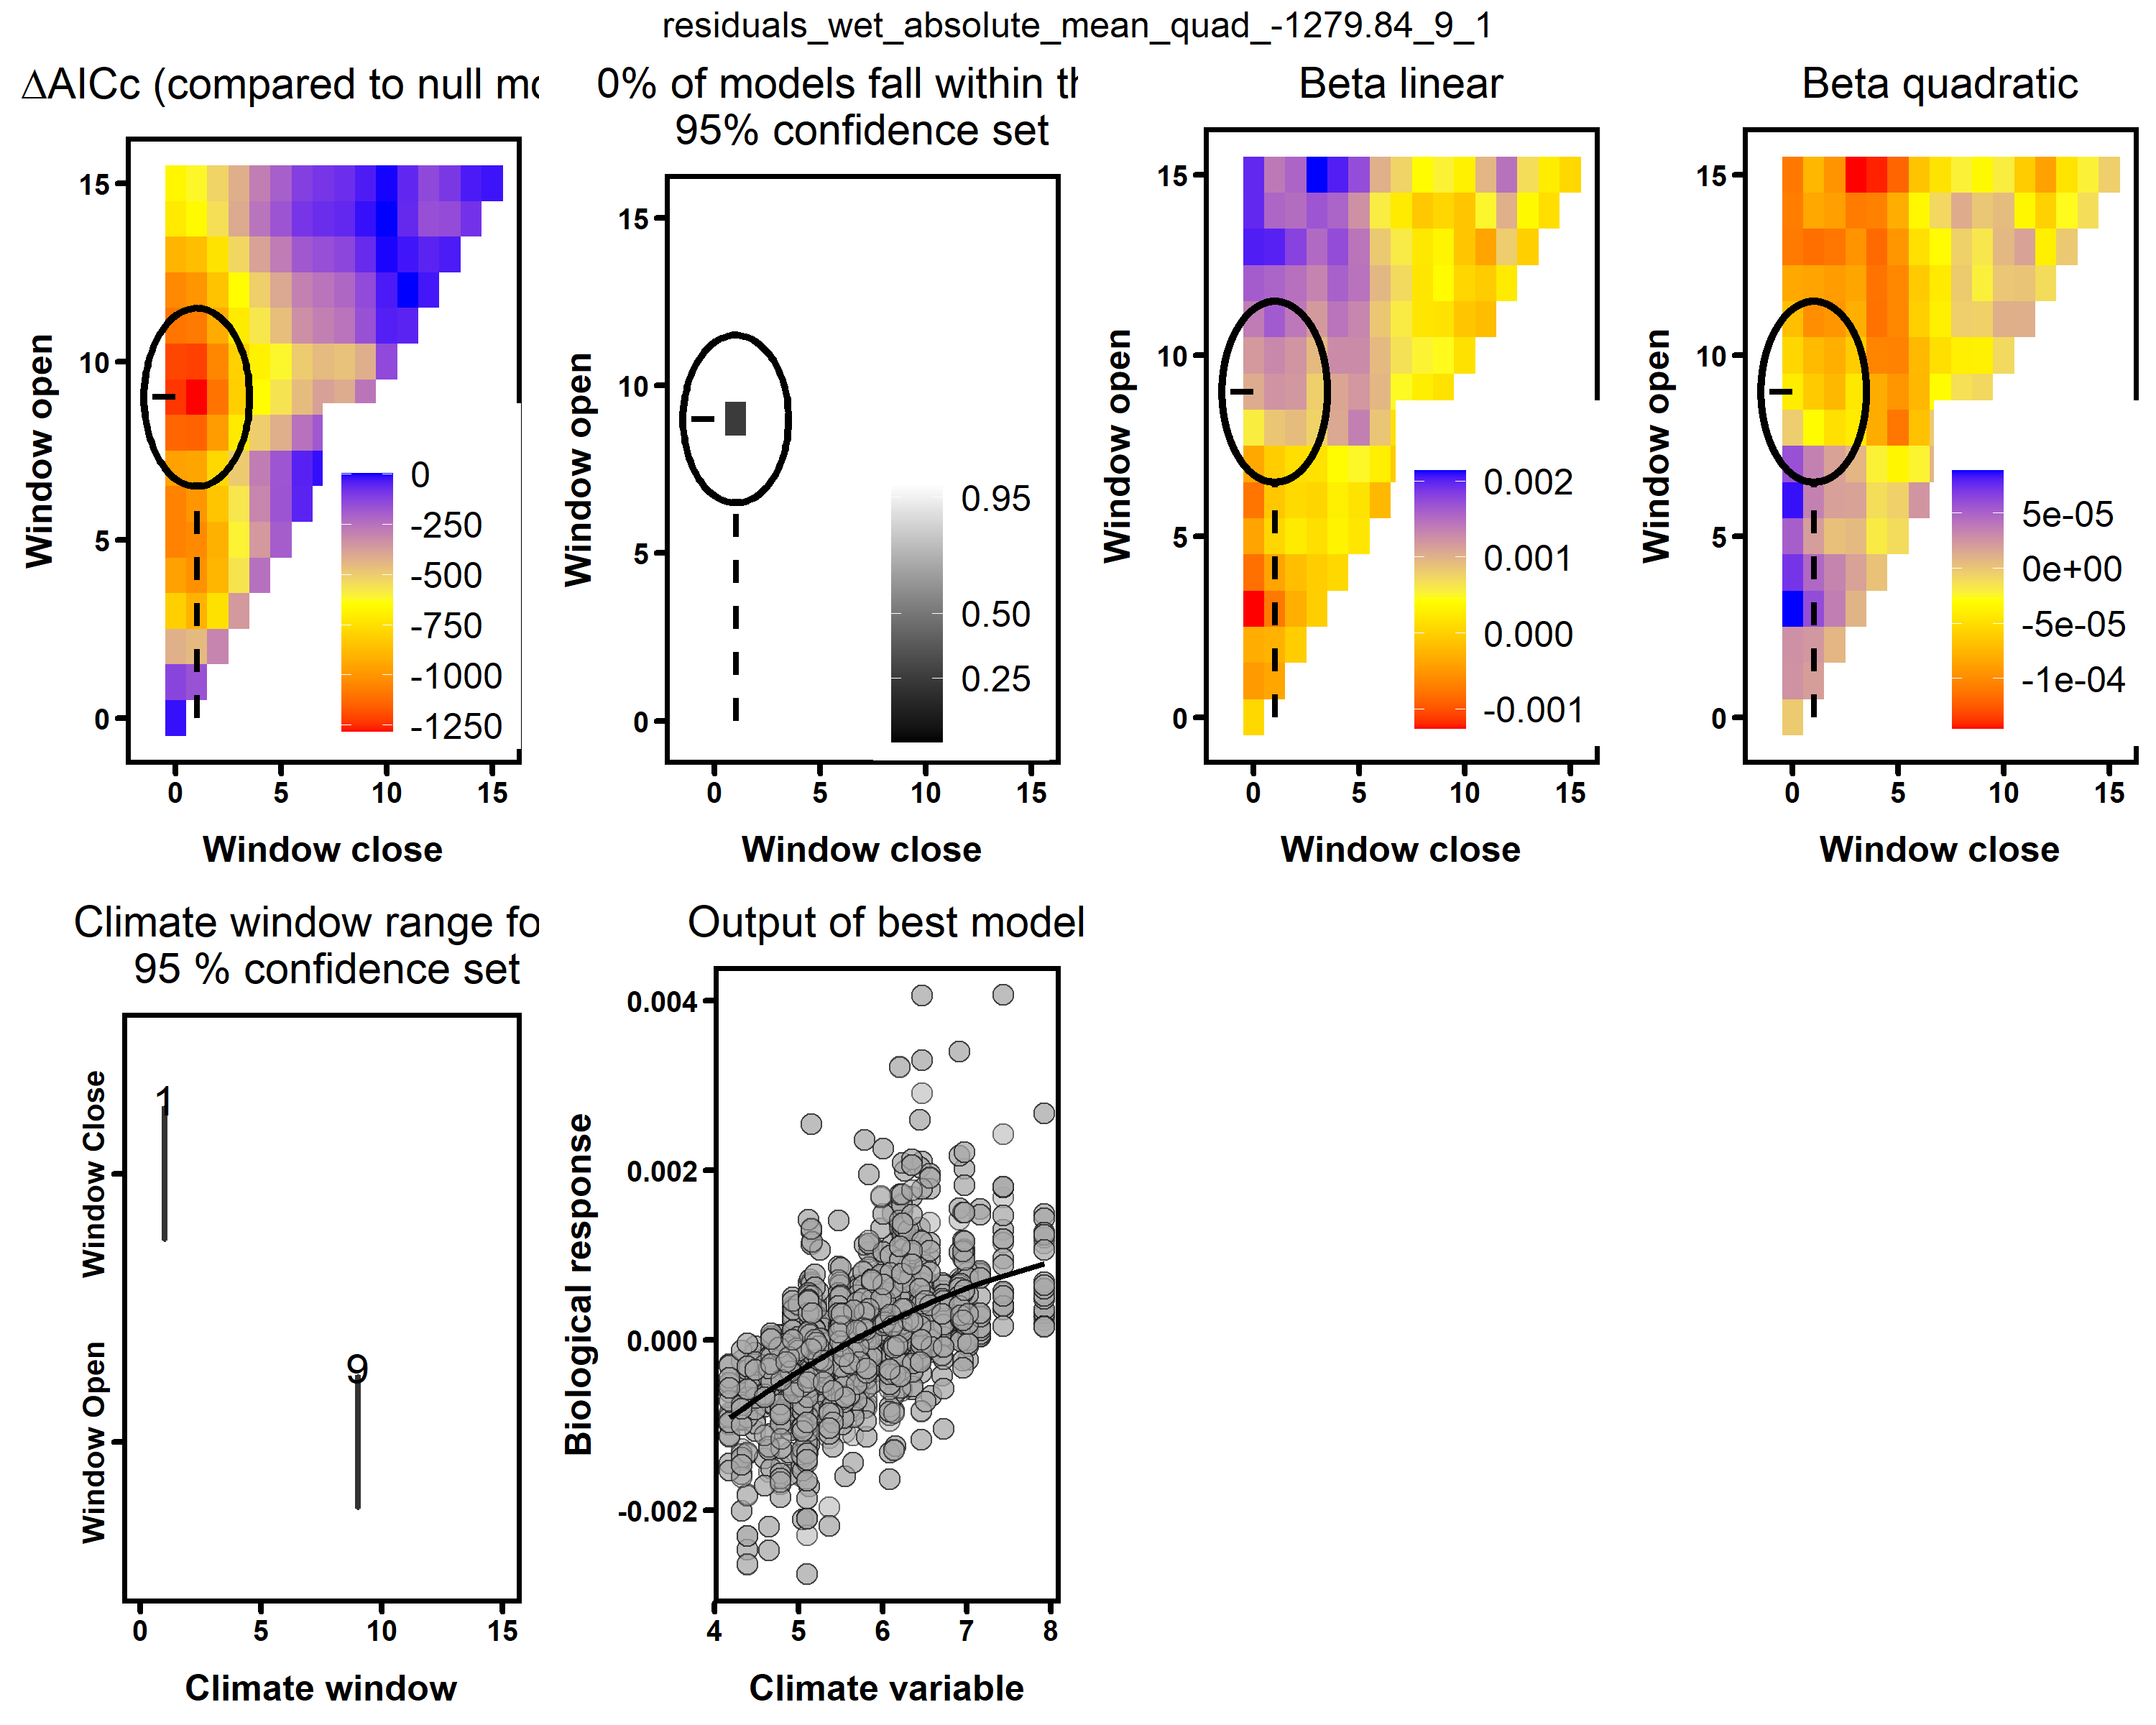 residuals_wet_absolute_mean_quad_-1279.84_9_1
ΔAICc (compared to null mo
15
10
5
0
0
5
10
15
Window open
Window close
0
-250
-500
-750
-1000
-1250
0% of models fall within th
95% confidence set
15
10
5
0
0
5
10
15
Window open
Window close
0.95
0.50
0.25
Beta linear
15
10
5
0
0
5
10
15
Window open
Window close
0.002
0.001
0.000
-0.001
Beta quadratic
15
10
5
0
0
5
10
15
Window open
Window close
5e-05
0e+00
-5e-05
-1e-04
Climate window range fo
95 % confidence set
Window Close
Window Open
1
9
0
5
10
15
Climate window
Output of best model
0.004
0.002
0.000
-0.002
Biological response
4
5
6
7
8
Climate variable